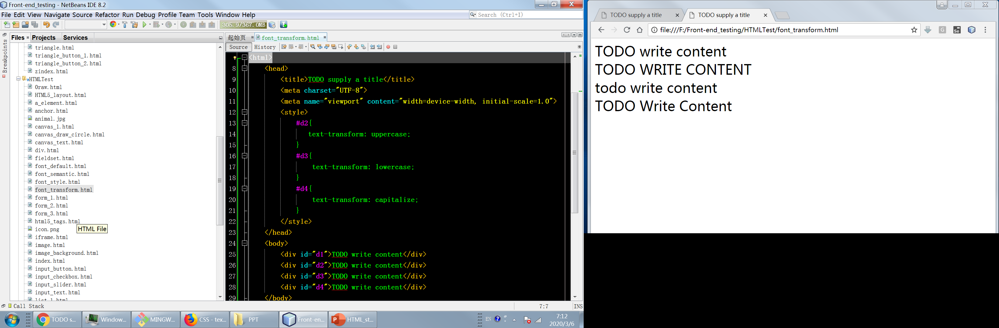 Front-end_testing - NetBeans IDE 8.2
File Edit View Navigate Source Refactor Run Debug Profile Team Tools Window Help
Search (Ctrl+I)
305.9/367.0MB
Breakpoints
Files Projects Services
triangle.html
triangle_button_1.html
triangle_button_2.html
zindex.html
HTMLTest
0raw.html
HTML5_layout.html
a_element.html
anchor.html
animal.jpg
canvas_1.html
canvas_draw_circle.html
canvas_text.html
div.html
fieldset.html
font_default.html
font_semantic.html
font_style.html
font_transform.html
form_1.html
form_2.html
form_3.html
html5_tags.html
HTML File
icon.png
iframe.html
image.html
image_background.html
index.html
input_button.html
input_checkbox.html
input_slider.html
input_text.html
list_1.html
起始页 font_transform.html
Source History
<html>
8 <head>
9 <title>TODO supply a title</title>
10 <meta charset="UTF-8">
11 <meta name="viewport" content="width=device-width, initial-scale=1.0">
12 <style>
13 #d2{
14 text-transform: uppercase;
15 }
16 #d3{
17 text-transform: lowercase;
18 }
19 #d4{
20 text-transform: capitalize;
21 }
22 </style>
23 </head>
24 <body>
25 <div id="d1">TODO write content</div>
26 <div id="d2">TODO write content</div>
27 <div id="d3">TODO write content</div>
28 <div id="d4">TODO write content</div>
29 </body>
Call Stack
7:7 INS
TODO s... Window... MINGW... CSS - tex... PPT Front-en... HTML_st...
EN
7:12
2020/3/6
TODO supply a title TODO supply a title
file:///F:/Front-end_testing/HTMLTest/font_transform.html
G Se
TODO write content
TODO WRITE CONTENT
todo write content
TODO Write Content